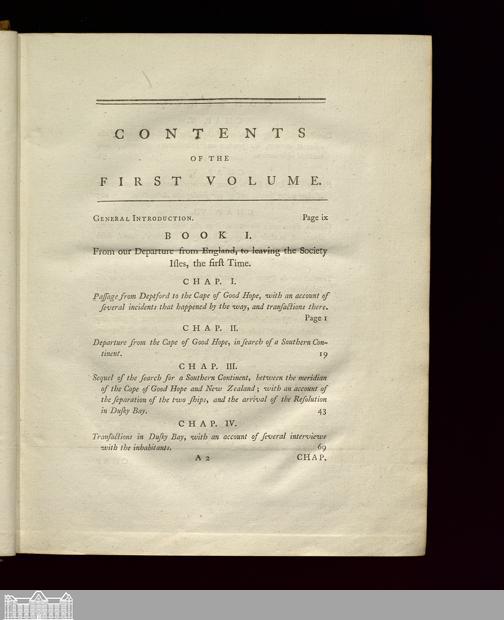 CONTENTS
OF THE
FIRST VOLUME.
GENERAL INTRODUCTION. Page ix
BOOK I.
From our Departure from England, to leaving the Society
Iſles, the firſt Time.
CHAP. I.
Paſſage from Deptford to the Cape of Good Hope, with an account of
ſeveral incidents that happened by the way, and tranſactions there.
Page 1
CHAP. II.
Departure from the Cape of Good Hope, in ſearch of a Southern Con-
tinent. 19
CHAP. III.
Sequel of the ſearch for a Southern Continent, between the meridian
of the Cape of Good Hope and New Zealand; with an account of
the ſeparation of the two ſhips, and the arrival of the Reſolution
in Duſky Bay. 43
CHAP. IV.
Tranſactions in Duſky Bay, with an account of ſeveral interviews
with the inhabitants. 69
A 2 CHAP.